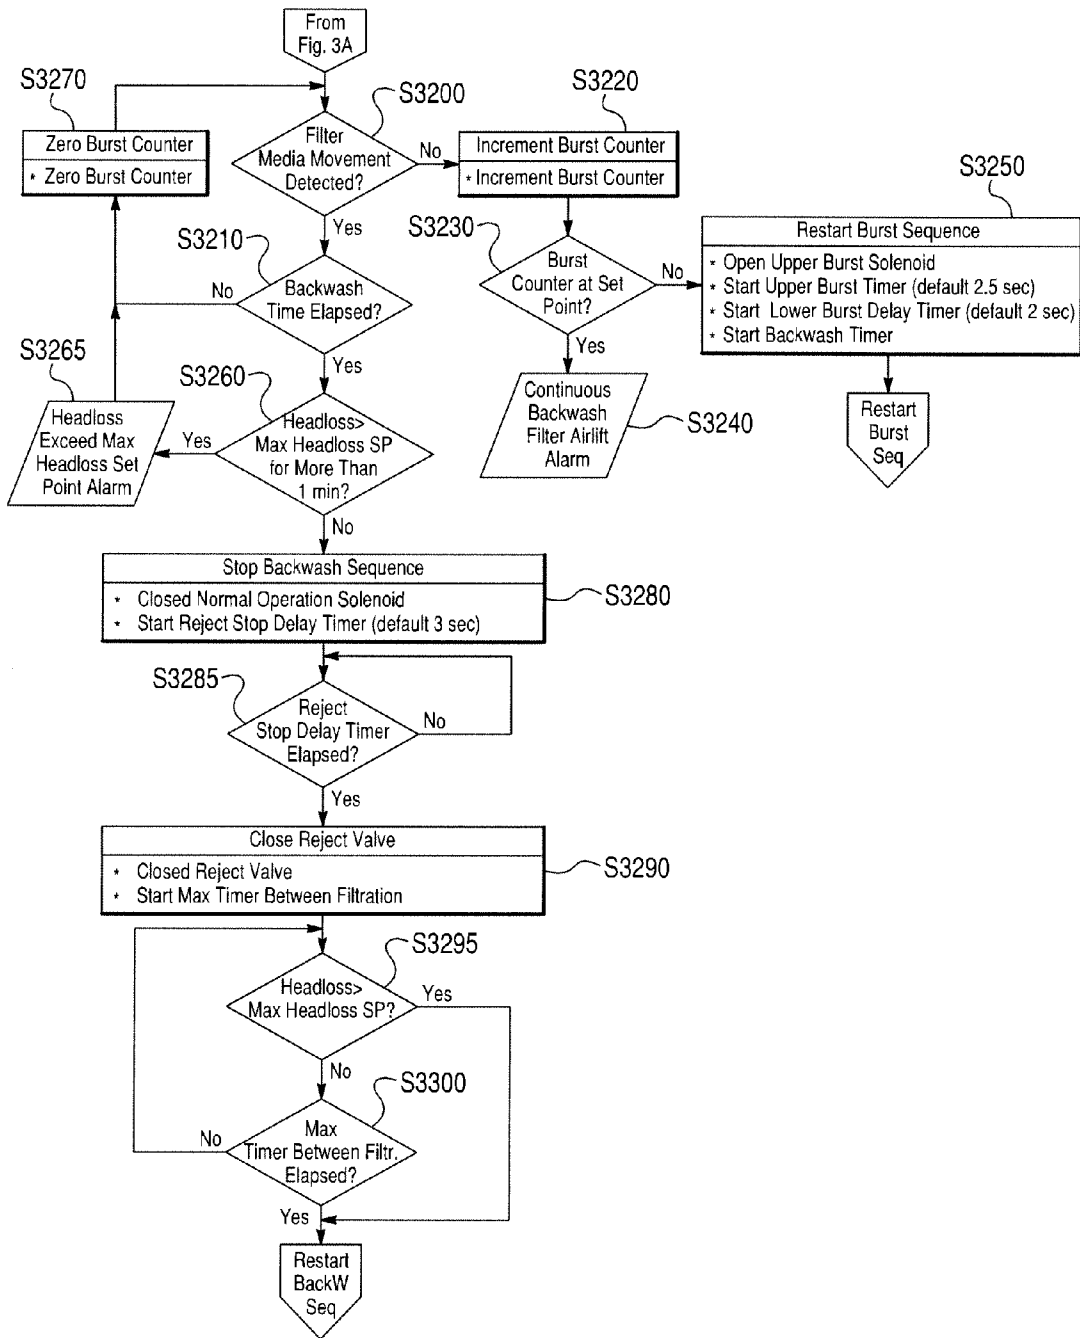 From
Fig. 3A
S3270
S3200
S3220
Zero Burst Counter
* Zero Burst Counter
Filter
Media Movement
Detected?
No
Increment Burst Counter
* Increment Burst Counter
S3250
Yes
S3210
S3230
Restart Burst Sequence
* Open Upper Burst Solenoid
* Start Upper Burst Timer (default 2.5 sec)
* Start Lower Burst Delay Timer (default 2 sec)
* Start Backwash Timer
No
Backwash
Time Elapsed?
Burst
Counter at Set
Point?
No
Yes
Yes
S3265
S3260
Headloss
Exceed Max
Headloss Set
Point Alarm
Yes
Headloss>
Max Headloss SP
for More Than
1 min?
Continuous
Backwash
Filter Airlift
Alarm
S3240
Restart
Burst
Seq
No
Stop Backwash Sequence
* Closed Normal Operation Solenoid
* Start Reject Stop Delay Timer (default 3 sec)
S3280
S3285
Reject
Stop Delay Timer
Elapsed?
No
Yes
Close Reject Valve
* Closed Reject Valve
* Start Max Timer Between Filtration
S3290
S3295
Headloss>
Max Headloss SP?
Yes
No
S3300
No
Max
Timer Between Filtr.
Elapsed?
Yes
Restart
BackW
Seq